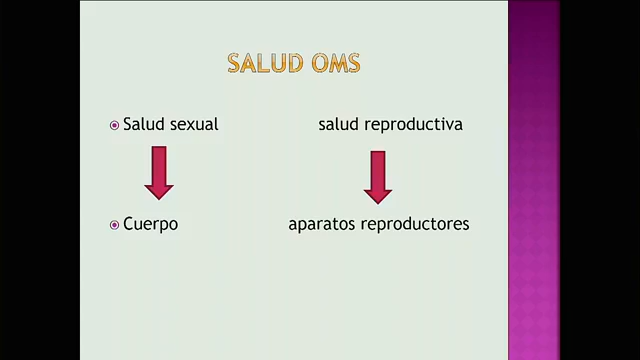 SALUD OMS
Salud sexual salud reproductiva
Cuerpo aparatos reproductores